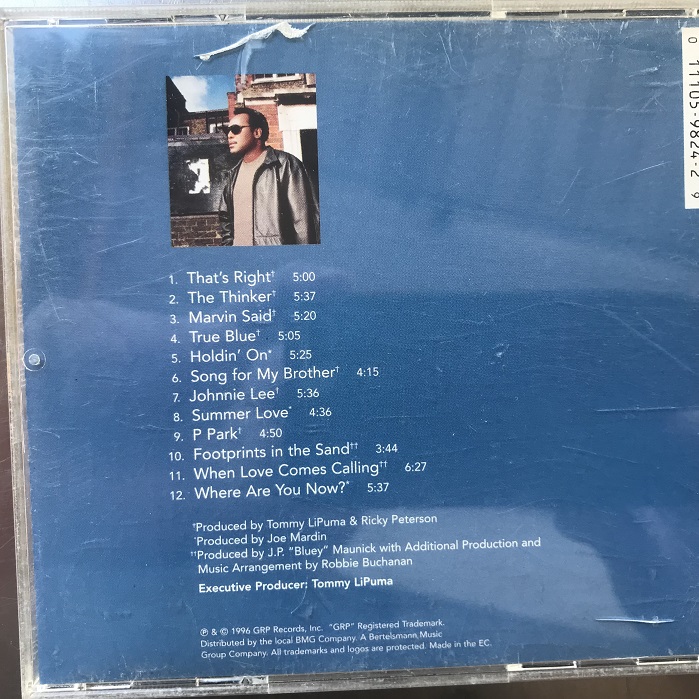 0 11105-9824-2 9
1. That's Right† 5:00
2. The Thinker† 5:37
3. Marvin Said† 5:20
4. True Blue† 5:05
5. Holdin' On* 5:25
6. Song for My Brother† 4:15
7. Johnnie Lee† 5:36
8. Summer Love* 4:36
9. P Park† 4:50
10. Footprints in the Sand†† 3:44
11. When Love Comes Calling†† 6:27
12. Where Are You Now?* 5:37
†Produced by Tommy LiPuma & Ricky Peterson
*Produced by Joe Mardin
††Produced by J.P. "Bluey" Maunick with Additional Production and
Music Arrangement by Robbie Buchanan
Executive Producer: Tommy LiPuma
℗ & © 1996 GRP Records, Inc. "GRP" Registered Trademark.
Distributed by the local BMG Company. A Bertelsmann Music
Group Company. All trademarks and logos are protected. Made in the EC.